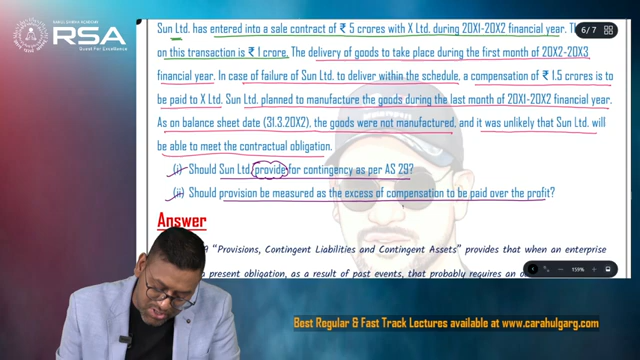 RAHUL GARG ACADEMY
RSA
Quest For Excellence
6 / 7
Sun Ltd. has entered into a sale contract of ₹ 5 crores with X Ltd. during 20X1-20X2 financial year. T
on this transaction is ₹ 1 crore. The delivery of goods to take place during the first month of 20X2-20X3
financial year. In case of failure of Sun Ltd. to deliver within the schedule, a compensation of ₹ 1.5 crores is to
be paid to X Ltd. Sun Ltd. planned to manufacture the goods during the last month of 20X1-20X2 financial year.
As on balance sheet date (31.3.20X2), the goods were not manufactured, and it was unlikely that Sun Ltd. will
be able to meet the contractual obligation.
(i) Should Sun Ltd. provide for contingency as per AS 29?
(ii) Should provision be measured as the excess of compensation to be paid over the profit?
Answer
9 "Provisions, Contingent Liabilities and Contingent Assets" provides that when an enterprise
a present obligation, as a result of past events, that probably requires an
159%
Best Regular & Fast Track Lectures available at www.carahulgarg.com